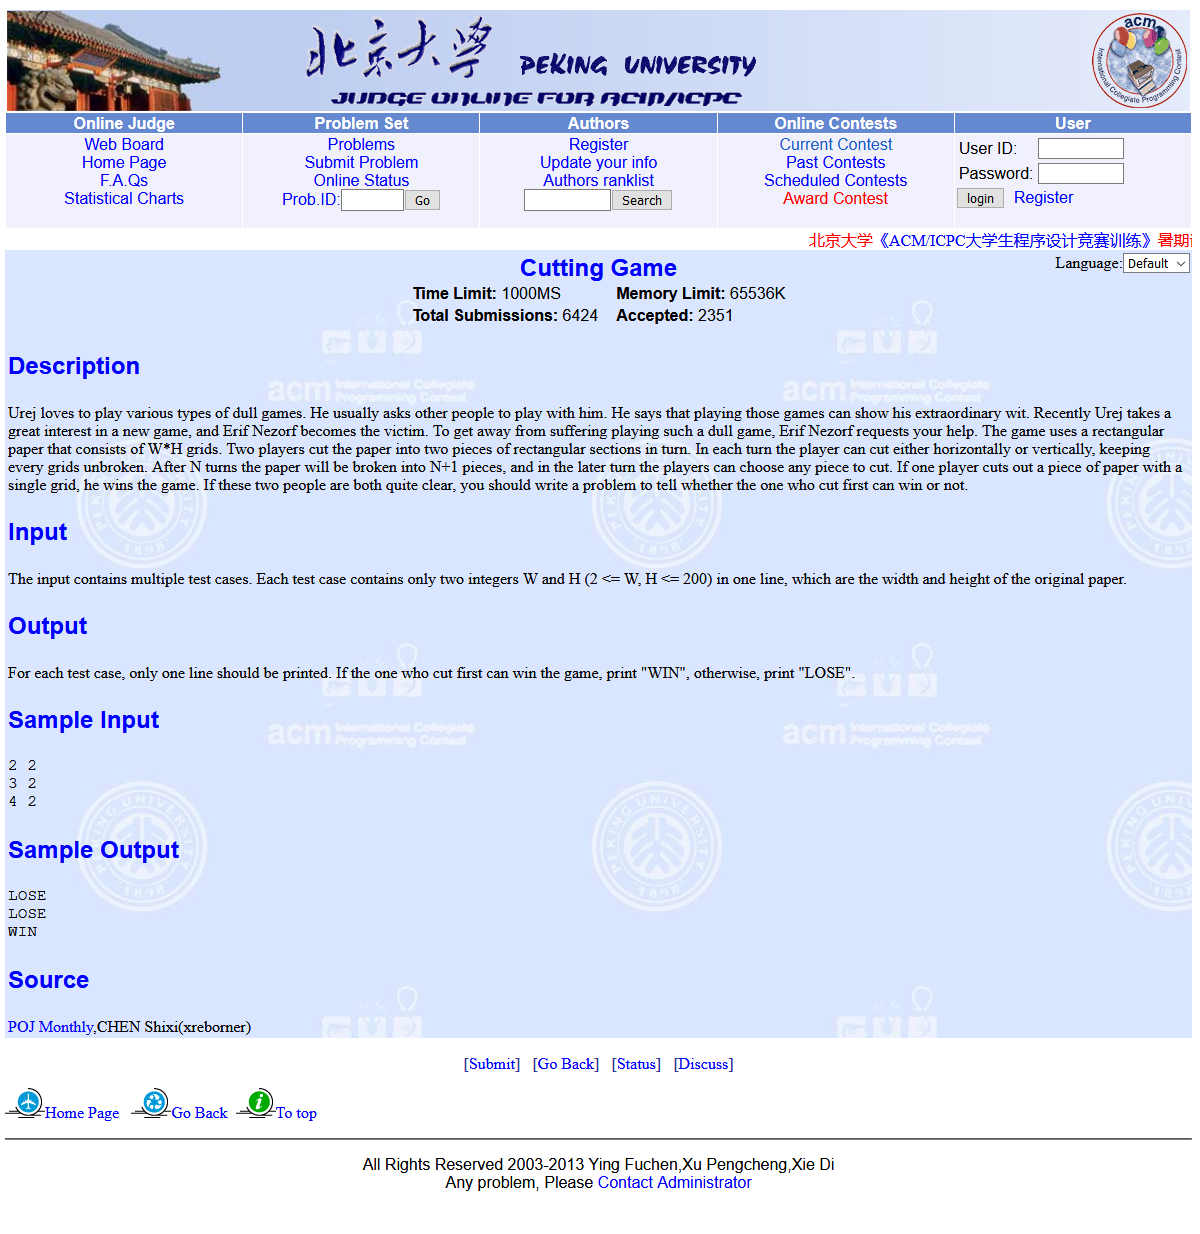 北京大学 PEKING UNIVERSITY
JUDGE ONLINE FOR ACM/ICPC
acm
International Collegiate Programming Contest
Online Judge Problem Set Authors Online Contests User
Web Board Problems Register Current Contest User ID:
Home Page Submit Problem Update your info Past Contests Password:
F.A.Qs Online Status Authors ranklist Scheduled Contests
Statistical Charts Prob.ID: Go Search Award Contest login Register
北京大学《ACM/ICPC大学生程序设计竞赛训练》暑期
Language: Default
Cutting Game
Time Limit: 1000MS Memory Limit: 65536K
Total Submissions: 6424 Accepted: 2351
Description
Urej loves to play various types of dull games. He usually asks other people to play with him. He says that playing those games can show his extraordinary wit. Recently Urej takes a
great interest in a new game, and Erif Nezorf becomes the victim. To get away from suffering playing such a dull game, Erif Nezorf requests your help. The game uses a rectangular
paper that consists of W*H grids. Two players cut the paper into two pieces of rectangular sections in turn. In each turn the player can cut either horizontally or vertically, keeping
every grids unbroken. After N turns the paper will be broken into N+1 pieces, and in the later turn the players can choose any piece to cut. If one player cuts out a piece of paper with a
single grid, he wins the game. If these two people are both quite clear, you should write a problem to tell whether the one who cut first can win or not.
Input
The input contains multiple test cases. Each test case contains only two integers W and H (2 <= W, H <= 200) in one line, which are the width and height of the original paper.
Output
For each test case, only one line should be printed. If the one who cut first can win the game, print "WIN", otherwise, print "LOSE".
Sample Input
2 2
3 2
4 2
Sample Output
LOSE
LOSE
WIN
Source
POJ Monthly,CHEN Shixi(xreborner)
[Submit] [Go Back] [Status] [Discuss]
Home Page Go Back To top
All Rights Reserved 2003-2013 Ying Fuchen,Xu Pengcheng,Xie Di
Any problem, Please Contact Administrator